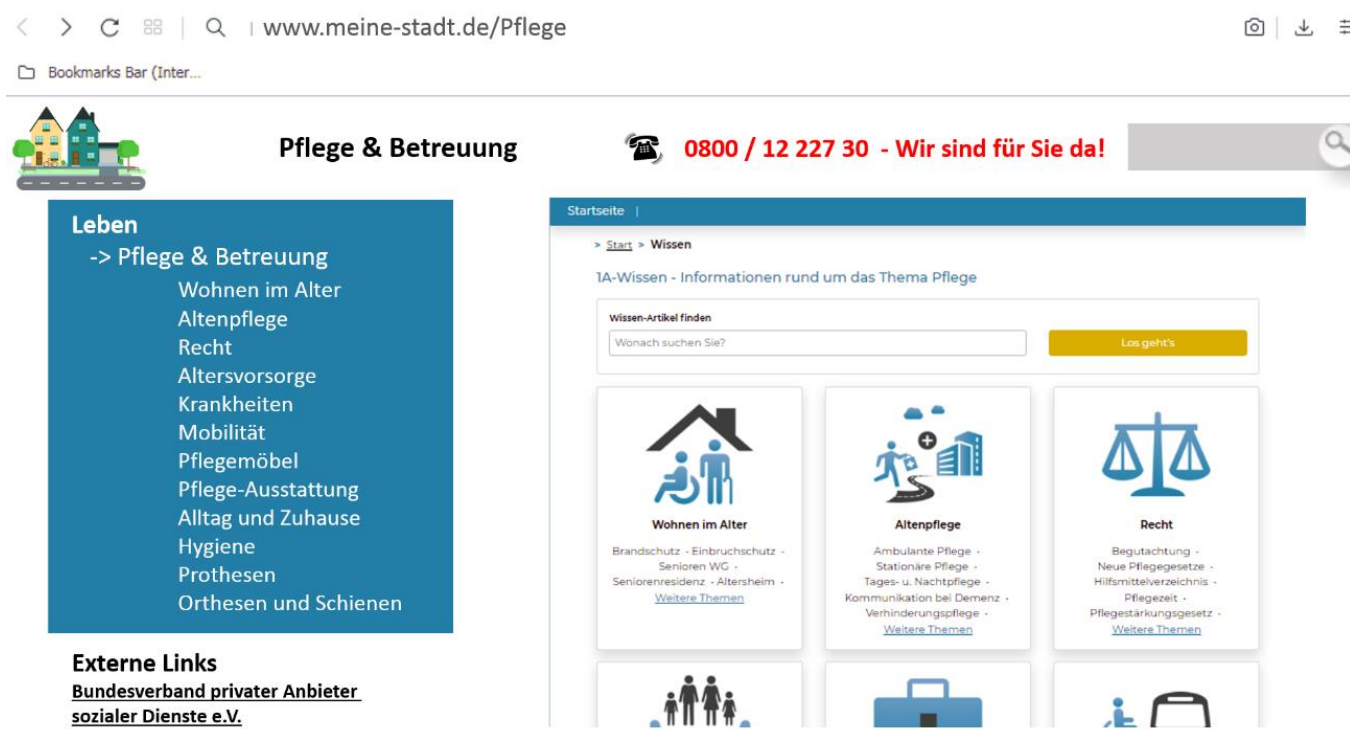 www.meine-stadt.de/Pflege
Bookmarks Bar (Inter...
Pflege & Betreuung
0800 / 12 227 30 - Wir sind für Sie da!
Leben
-> Pflege & Betreuung
Wohnen im Alter
Altenpflege
Recht
Altersvorsorge
Krankheiten
Mobilität
Pflegemöbel
Pflege-Ausstattung
Alltag und Zuhause
Hygiene
Prothesen
Orthesen und Schienen
Externe Links
Bundesverband privater Anbieter
sozialer Dienste e.V.
Startseite |
> Start > Wissen
1A-Wissen - Informationen rund um das Thema Pflege
Wissen-Artikel finden
Wonach suchen Sie?
Los geht's
Wohnen im Alter
Brandschutz · Einbruchschutz ·
Senioren WG ·
Seniorenresidenz · Altersheim ·
Weitere Themen
Altenpflege
Ambulante Pflege ·
Stationäre Pflege ·
Tages- u. Nachtpflege ·
Kommunikation bei Demenz ·
Verhinderungspflege ·
Weitere Themen
Recht
Begutachtung ·
Neue Pflegegesetze ·
Hilfsmittelverzeichnis ·
Pflegezeit ·
Pflegestärkungsgesetz ·
Weitere Themen